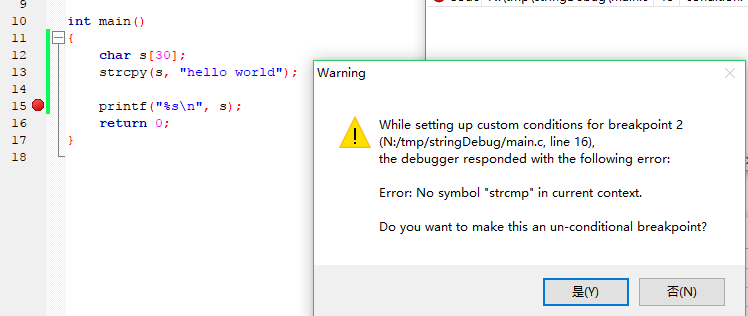 9
10 int main()
11 {
12 char s[30];
13 strcpy(s, "hello world");
14
15 printf("%s\n", s);
16 return 0;
17 }
18
Warning
While setting up custom conditions for breakpoint 2
(N:/tmp/stringDebug/main.c, line 16),
the debugger responded with the following error:
Error: No symbol "strcmp" in current context.
Do you want to make this an un-conditional breakpoint?
是(Y) 否(N)